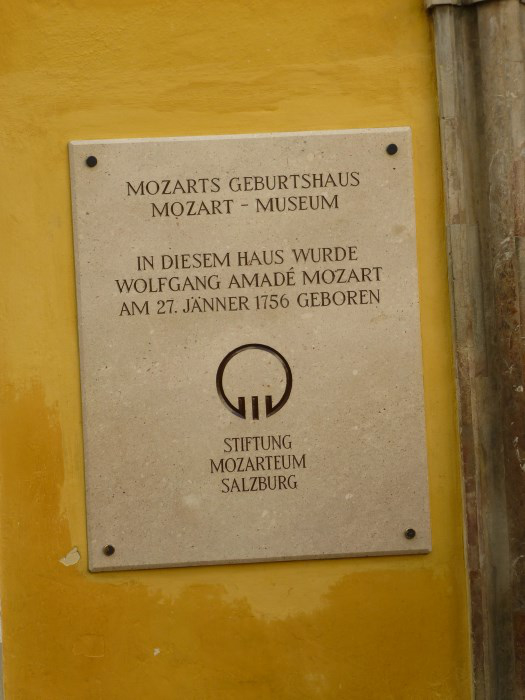 MOZARTS GEBURTSHAUS
MOZART - MUSEUM
IN DIESEM HAUS WURDE
WOLFGANG AMADÉ MOZART
AM 27. JÄNNER 1756 GEBOREN
STIFTUNG
MOZARTEUM
SALZBURG